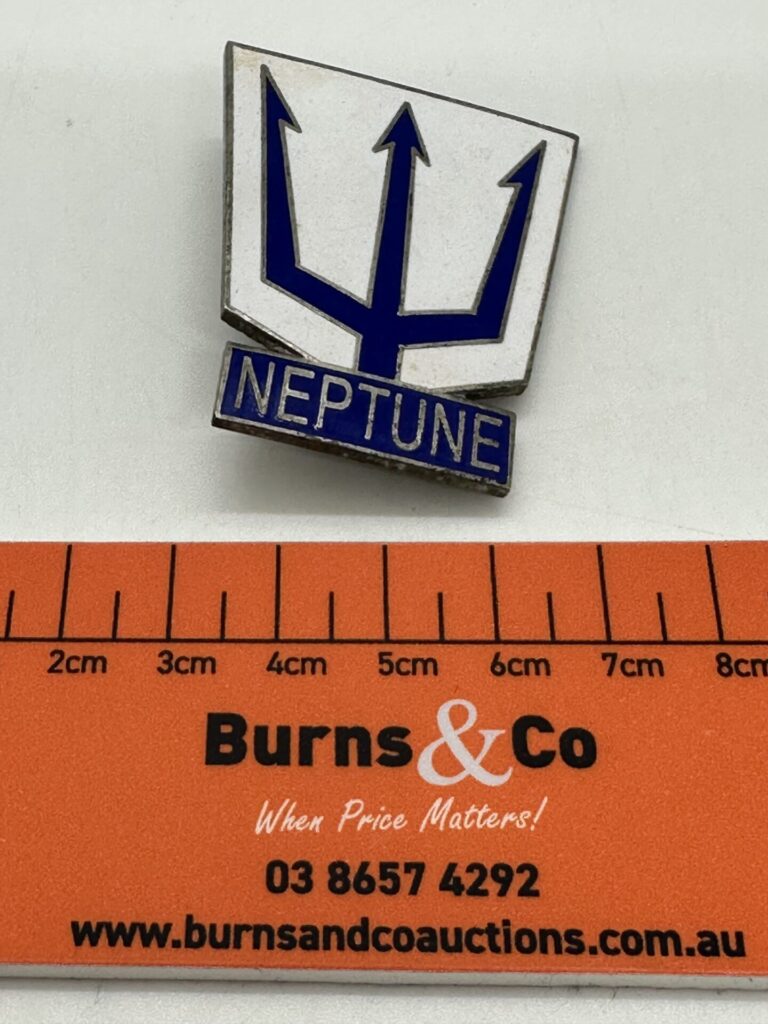 NEPTUNE
2cm 3cm 4cm 5cm 6cm 7cm 8cm
Burns & Co
When Price Matters!
03 8657 4292
www.burnsandcoauctions.com.au